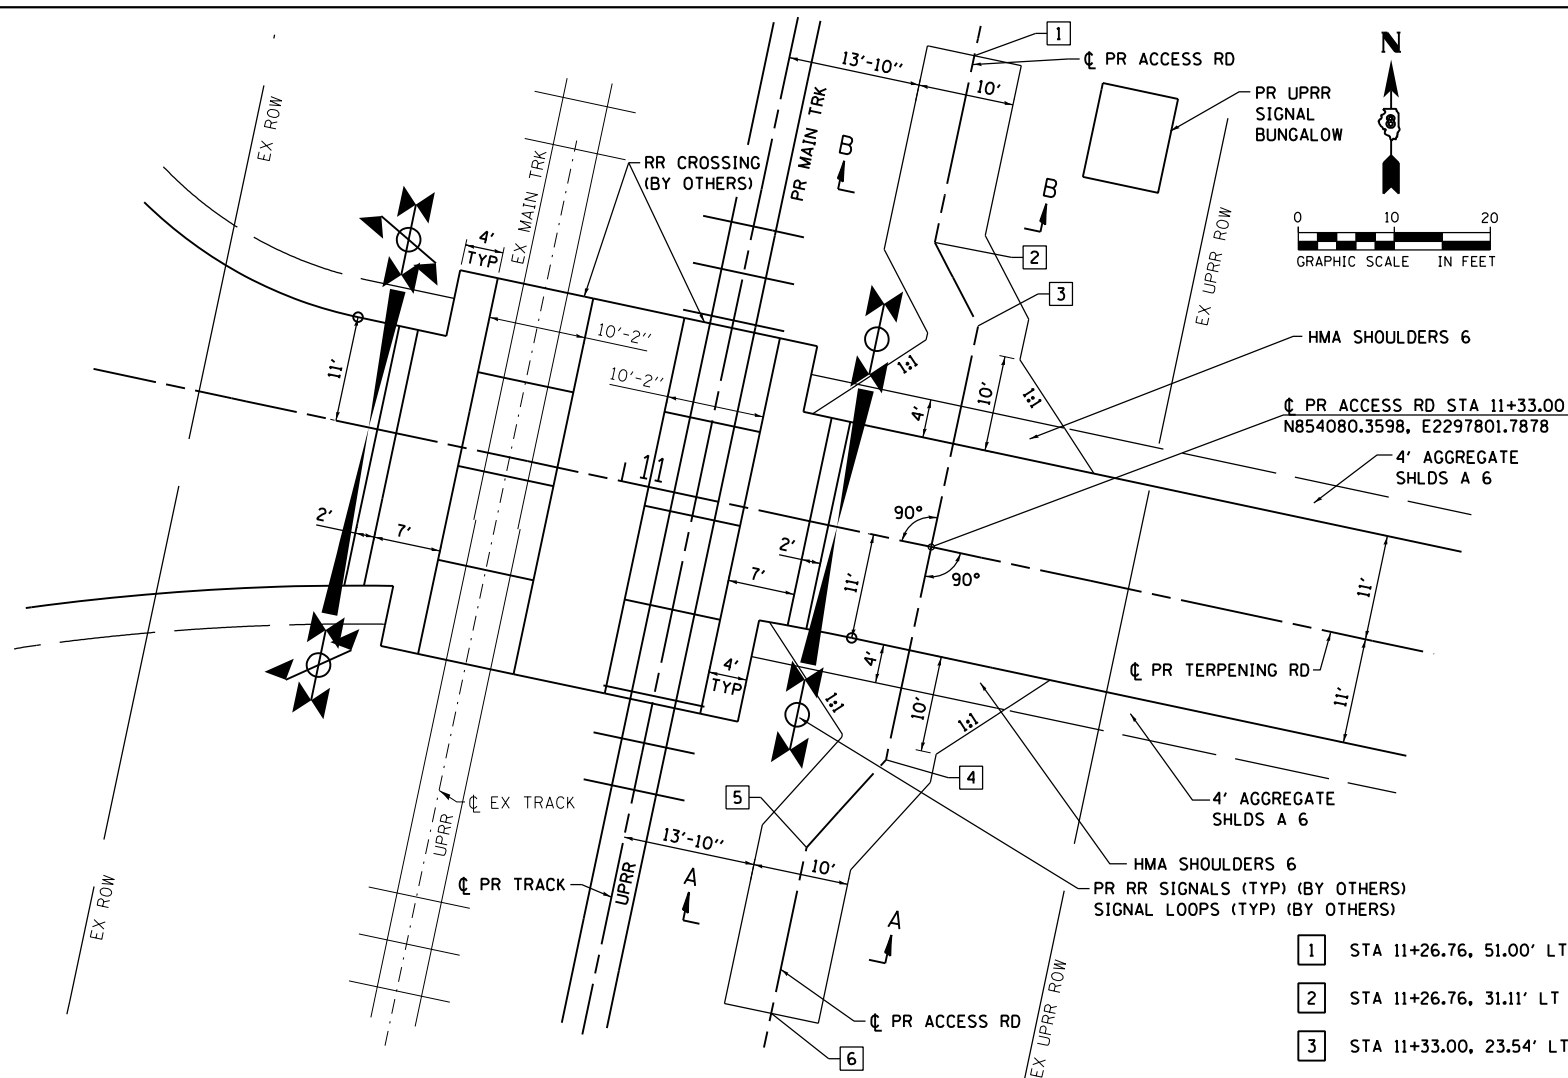 1
℄ PR ACCESS RD
13'-10''
10'
PR UPRR
SIGNAL
BUNGALOW
N
8
0 10 20
GRAPHIC SCALE IN FEET
EX ROW
EX MAIN TRK
RR CROSSING
(BY OTHERS)
PR MAIN TRK
B
B
2
3
EX UPRR ROW
4'
TYP
10'-2''
10'-2''
11'
1:1
1:1
10'
4'
HMA SHOULDERS 6
℄ PR ACCESS RD STA 11+33.00
N854080.3598, E2297801.7878
4' AGGREGATE
SHLDS A 6
11
90°
90°
2'
7'
2'
7'
11'
11'
11'
℄ PR TERPENING RD
4'
TYP
4'
1:1
10'
1:1
4
5
℄ EX TRACK
UPRR
13'-10''
10'
4' AGGREGATE
SHLDS A 6
HMA SHOULDERS 6
℄ PR TRACK
UPRR
A
A
PR RR SIGNALS (TYP) (BY OTHERS)
SIGNAL LOOPS (TYP) (BY OTHERS)
EX ROW
EX UPRR ROW
℄ PR ACCESS RD
6
1 STA 11+26.76, 51.00' LT
2 STA 11+26.76, 31.11' LT
3 STA 11+33.00, 23.54' LT